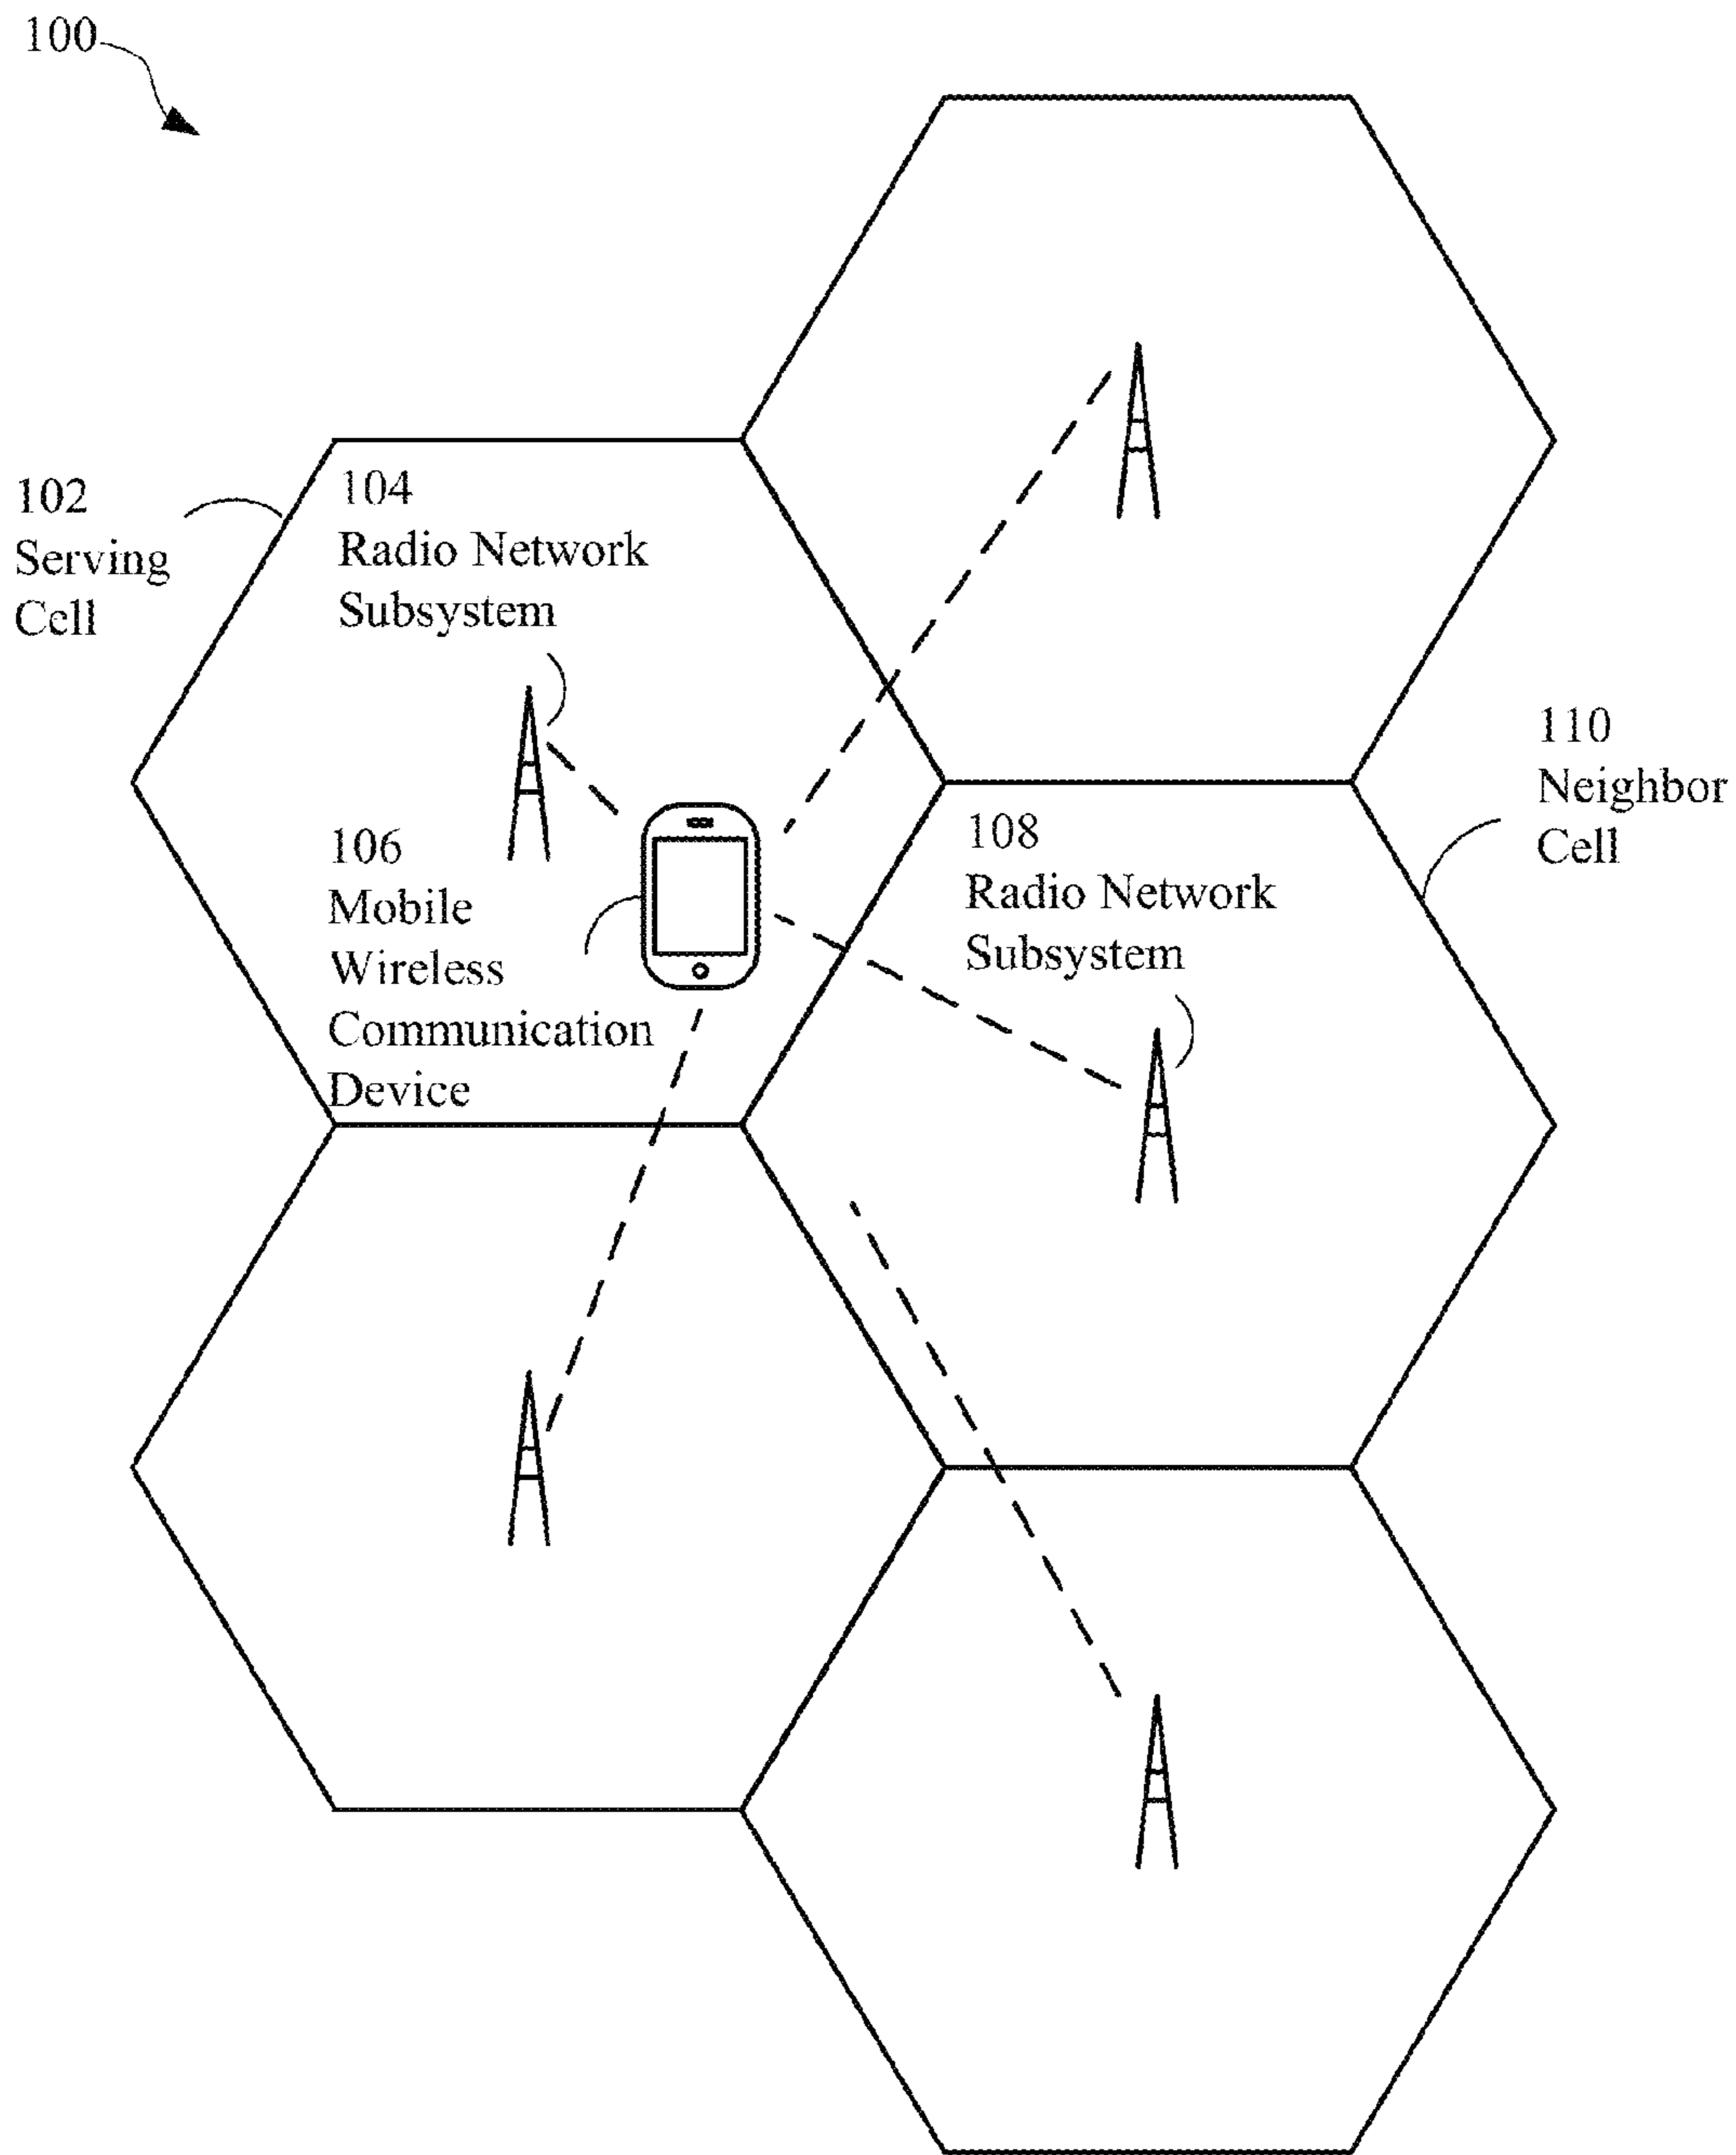 100
102
Serving
Cell
104
Radio Network
Subsystem
106
Mobile
Wireless
Communication
Device
108
Radio Network
Subsystem
110
Neighbor
Cell